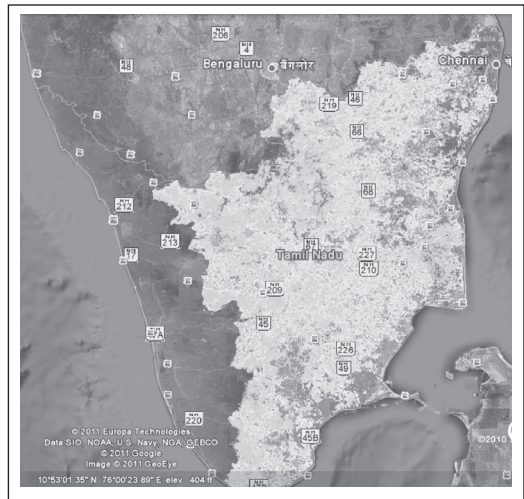 NH 206
NH 4
NH 48
Bengaluru बैंगलोर
Chennai
NH 219
NH 46
NH 66
NH 68
NH 212
NH 213
NH 17
Tamil Nadu
NH 227
NH 210
NH 209
NH 45
NH 226
NH 49
NH 220
NH 45B
© 2011 Europa Technologies
Data SIO, NOAA, U.S. Navy, NGA, GEBCO
© 2011 Google
Image © 2011 GeoEye
©2010
10°53'01.35" N 76°00'23.89" E elev 404 ft